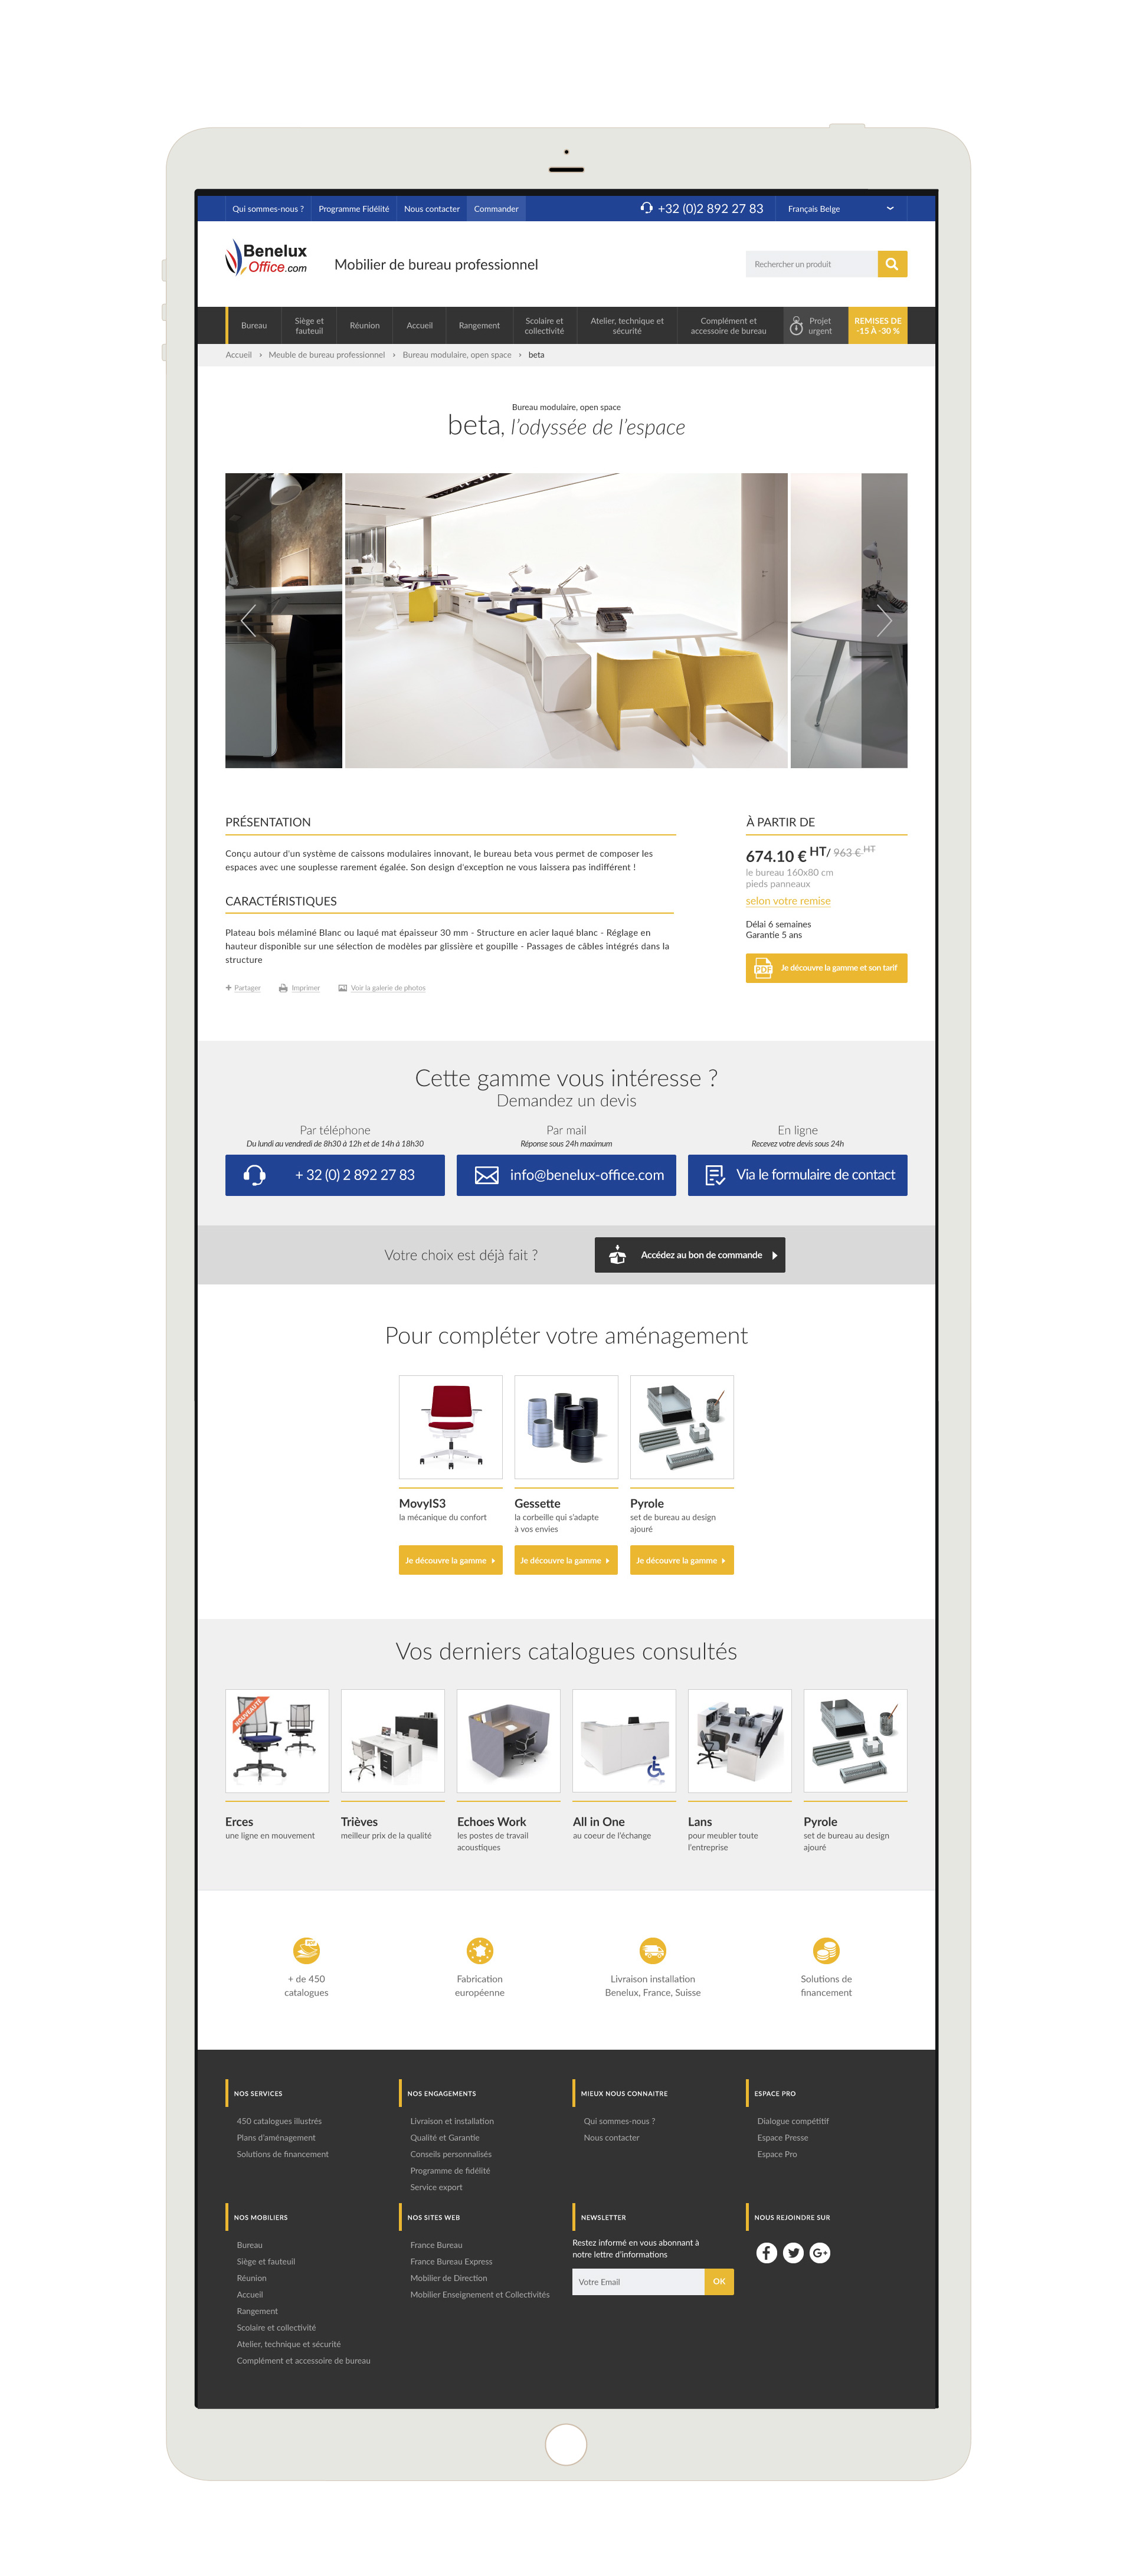 Qui sommes-nous ?
Programme Fidélité
Nous contacter
Commander
+32 (0)2 892 27 83
Français Belge
Benelux
Office.com
Mobilier de bureau professionnel
Rechercher un produit
Bureau
Siège et
fauteuil
Réunion
Accueil
Rangement
Scolaire et
collectivité
Atelier, technique et
sécurité
Complément et
accessoire de bureau
Projet
urgent
REMISES DE
-15 À -30 %
Accueil › Meuble de bureau professionnel › Bureau modulaire, open space › beta
Bureau modulaire, open space
beta, l'odyssée de l'espace
PRÉSENTATION
Conçu autour d'un système de caissons modulaires innovant, le bureau beta vous permet de composer les
espaces avec une souplesse rarement égalée. Son design d'exception ne vous laissera pas indifférent !
CARACTÉRISTIQUES
Plateau bois mélaminé Blanc ou laqué mat épaisseur 30 mm - Structure en acier laqué blanc - Réglage en
hauteur disponible sur une sélection de modèles par glissière et goupille - Passages de câbles intégrés dans la
structure
+ Partager
Imprimer
Voir la galerie de photos
À PARTIR DE
674.10 € HT/ 963 € HT
le bureau 160x80 cm
pieds panneaux
selon votre remise
Délai 6 semaines
Garantie 5 ans
PDF
Je découvre la gamme et son tarif
Cette gamme vous intéresse ?
Demandez un devis
Par téléphone
Du lundi au vendredi de 8h30 à 12h et de 14h à 18h30
+ 32 (0) 2 892 27 83
Par mail
Réponse sous 24h maximum
info@benelux-office.com
En ligne
Recevez votre devis sous 24h
Via le formulaire de contact
Votre choix est déjà fait ?
Accédez au bon de commande
Pour compléter votre aménagement
MovyIS3
la mécanique du confort
Je découvre la gamme
Gessette
la corbeille qui s'adapte
à vos envies
Je découvre la gamme
Pyrole
set de bureau au design
ajouré
Je découvre la gamme
Vos derniers catalogues consultés
NOUVEAUTÉ
Erces
une ligne en mouvement
Trièves
meilleur prix de la qualité
Echoes Work
les postes de travail
acoustiques
All in One
au coeur de l'échange
Lans
pour meubler toute
l'entreprise
Pyrole
set de bureau au design
ajouré
+ de 450
catalogues
Fabrication
européenne
Livraison installation
Benelux, France, Suisse
Solutions de
financement
NOS SERVICES
450 catalogues illustrés
Plans d'aménagement
Solutions de financement
NOS ENGAGEMENTS
Livraison et installation
Qualité et Garantie
Conseils personnalisés
Programme de fidélité
Service export
MIEUX NOUS CONNAITRE
Qui sommes-nous ?
Nous contacter
ESPACE PRO
Dialogue compétitif
Espace Presse
Espace Pro
NOS MOBILIERS
Bureau
Siège et fauteuil
Réunion
Accueil
Rangement
Scolaire et collectivité
Atelier, technique et sécurité
Complément et accessoire de bureau
NOS SITES WEB
France Bureau
France Bureau Express
Mobilier de Direction
Mobilier Enseignement et Collectivités
NEWSLETTER
Restez informé en vous abonnant à
notre lettre d'informations
Votre Email
OK
NOUS REJOINDRE SUR
G+